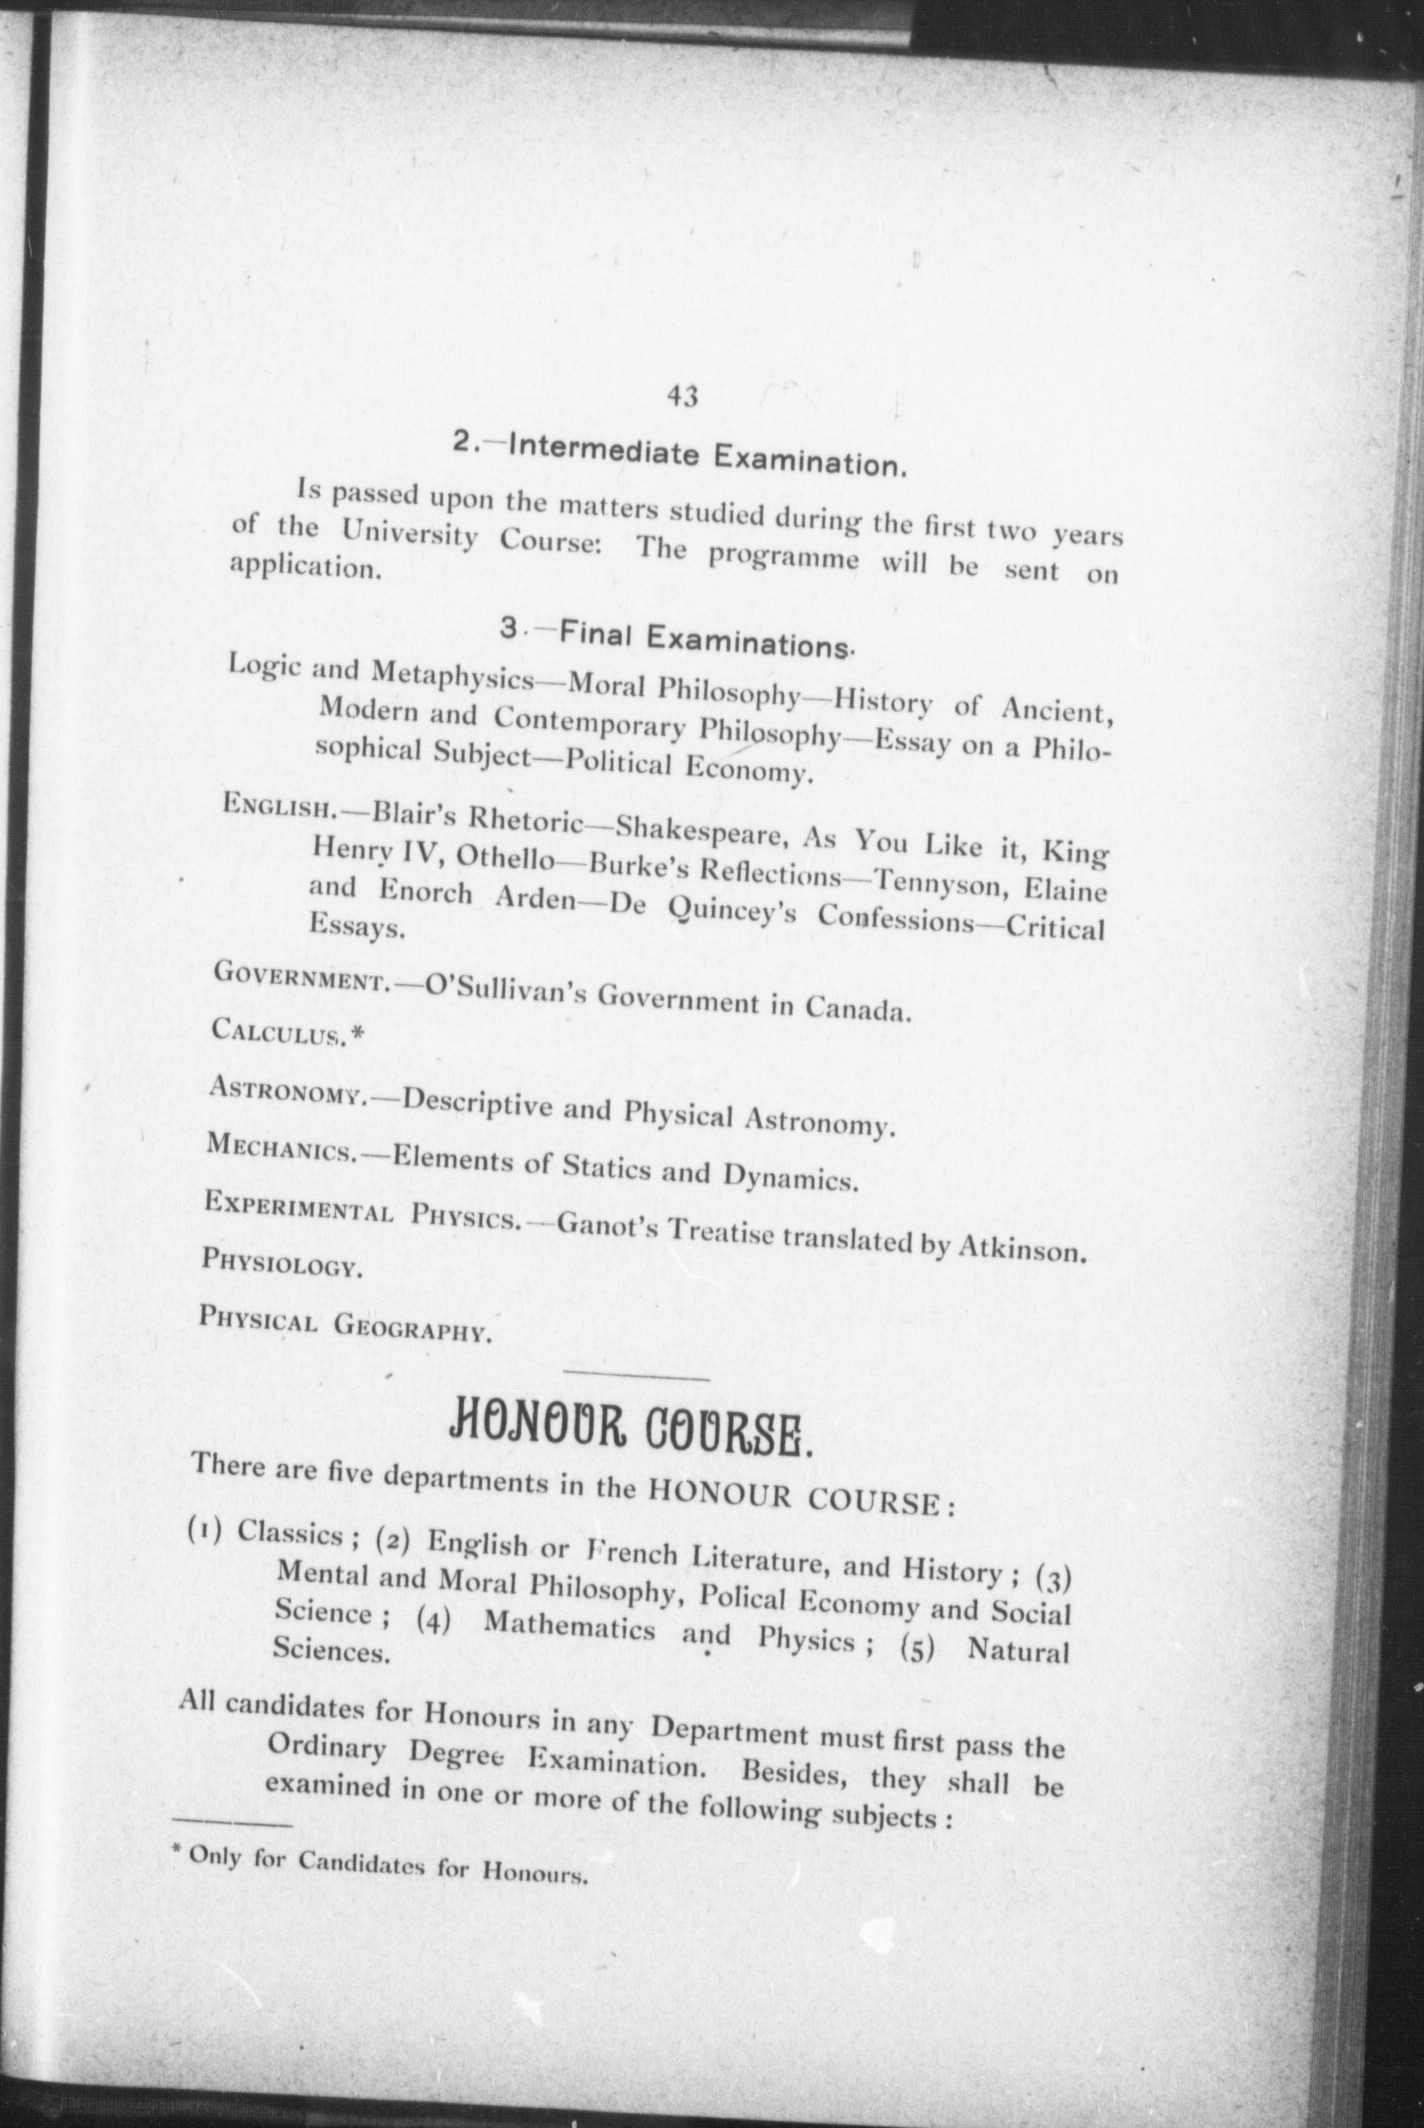 43
2.—Intermediate Examination.
Is passed upon the matters studied during the first two years
of the University Course: The programme will be sent on
application.
3.—Final Examinations.
Logic and Metaphysics—Moral Philosophy—History of Ancient,
Modern and Contemporary Philosophy—Essay on a Philo-
sophical Subject—Political Economy.
ENGLISH.—Blair's Rhetoric—Shakespeare, As You Like it, King
Henry IV, Othello—Burke's Reflections—Tennyson, Elaine
and Enorch Arden—De Quincey's Confessions—Critical
Essays.
GOVERNMENT.—O'Sullivan's Government in Canada.
CALCULUS.*
ASTRONOMY.—Descriptive and Physical Astronomy.
MECHANICS.—Elements of Statics and Dynamics.
EXPERIMENTAL PHYSICS.—Ganot's Treatise translated by Atkinson.
PHYSIOLOGY.
PHYSICAL GEOGRAPHY.
HONOUR COURSE.
There are five departments in the HONOUR COURSE:
(1) Classics; (2) English or French Literature, and History; (3)
Mental and Moral Philosophy, Polical Economy and Social
Science; (4) Mathematics and Physics; (5) Natural
Sciences.
All candidates for Honours in any Department must first pass the
Ordinary Degree Examination. Besides, they shall be
examined in one or more of the following subjects:
* Only for Candidates for Honours.